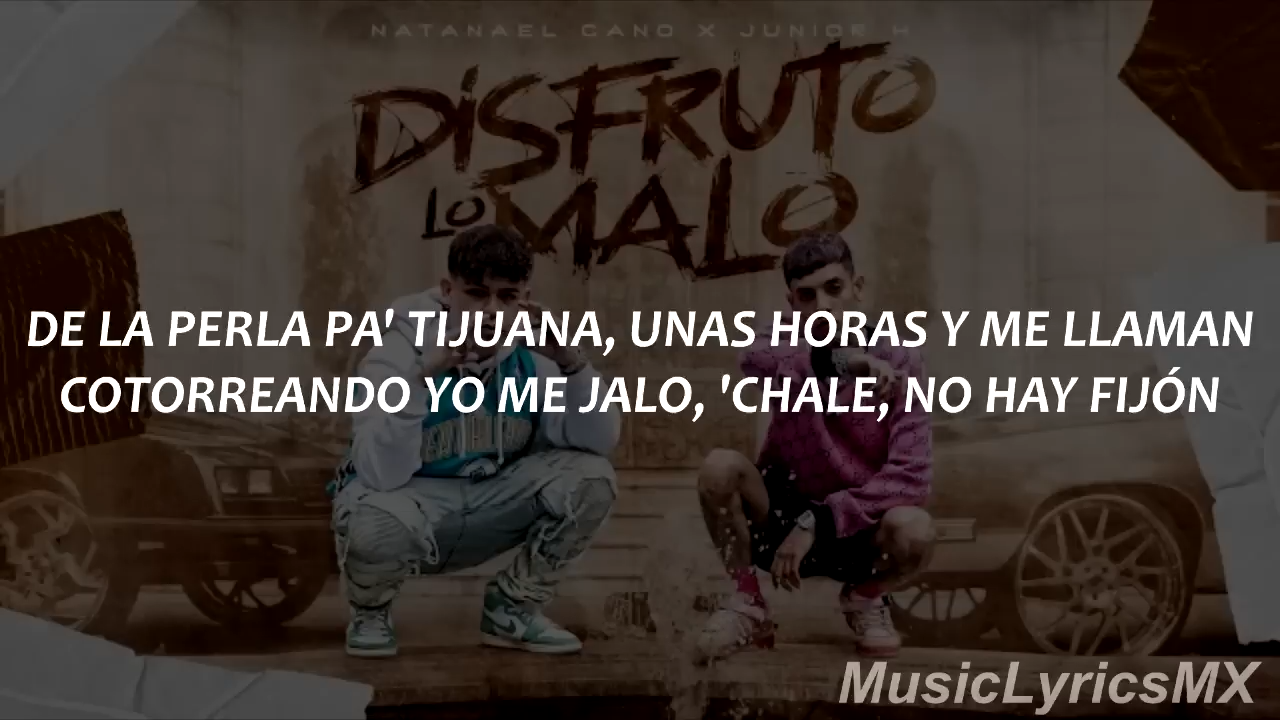 NATANAEL CANO X JUNIOR H
DISFRUTO
LO MALO
DE LA PERLA PA' TIJUANA, UNAS HORAS Y ME LLAMAN
COTORREANDO YO ME JALO, 'CHALE, NO HAY FIJÓN
MusicLyricsMX